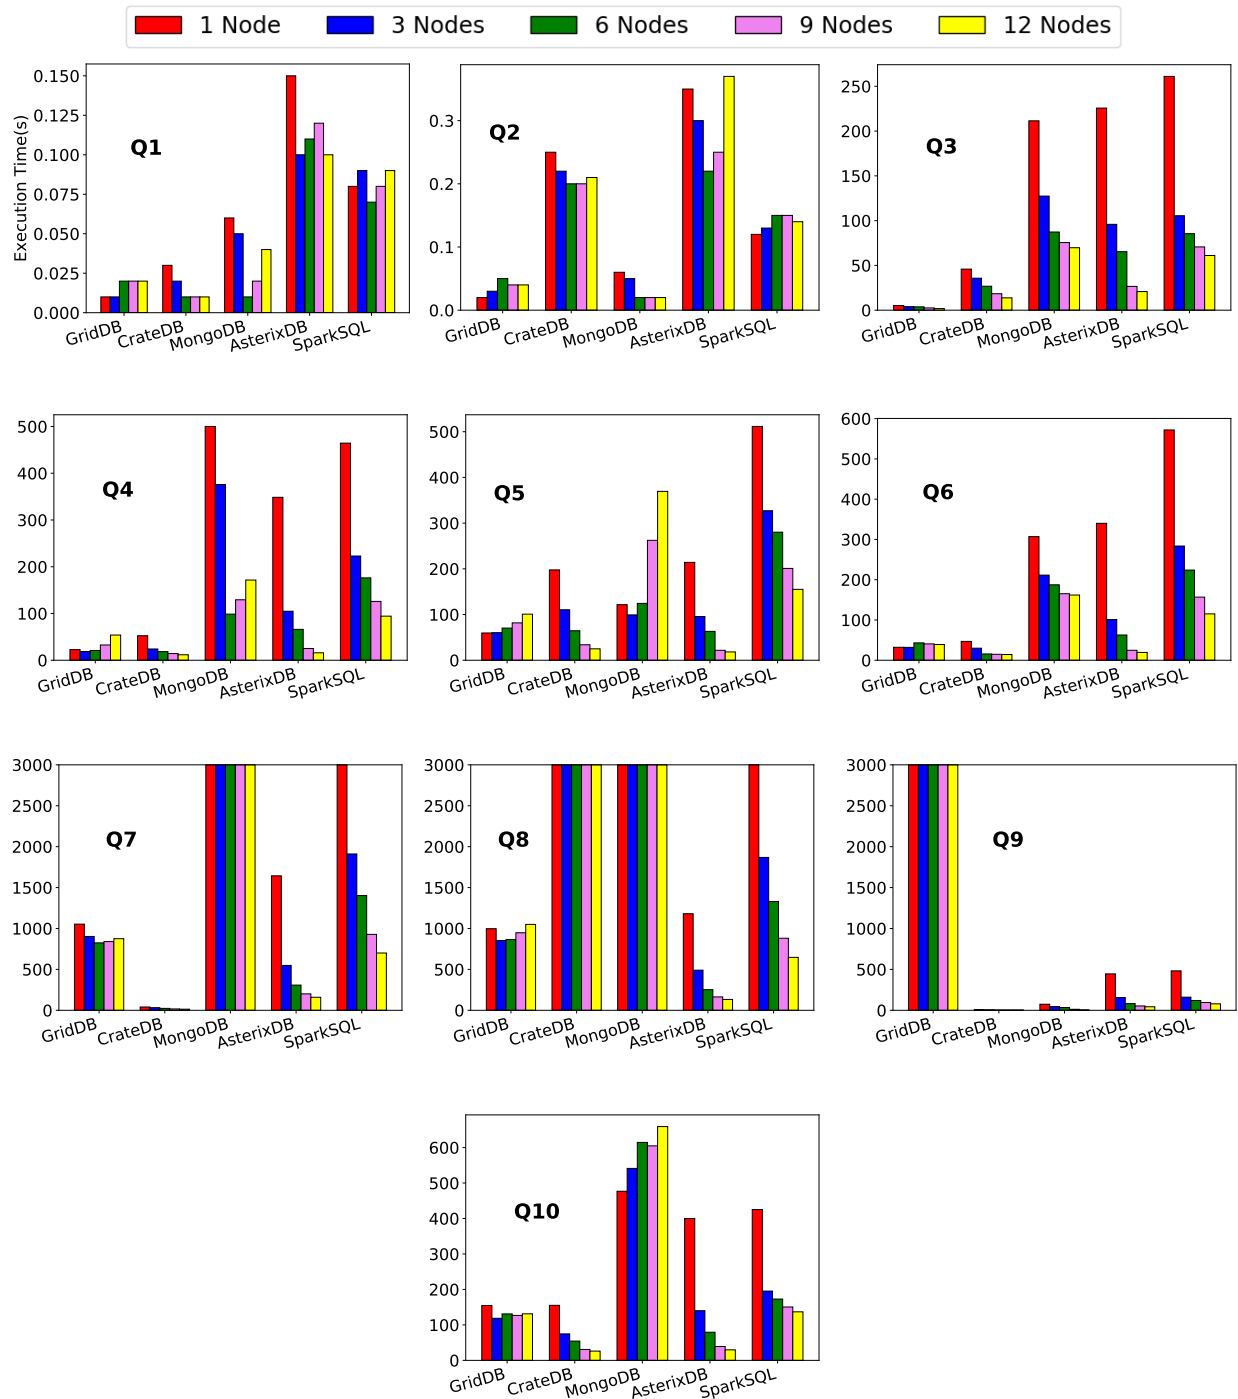 1 Node 3 Nodes 6 Nodes 9 Nodes 12 Nodes
Execution Time(s)
0.150
0.125
0.100
0.075
0.050
0.025
0.000
Q1
GridDB CrateDB MongoDB AsterixDB SparkSQL
0.3
0.2
0.1
0.0
Q2
GridDB CrateDB MongoDB AsterixDB SparkSQL
250
200
150
100
50
0
Q3
GridDB CrateDB MongoDB AsterixDB SparkSQL
500
400
300
200
100
0
Q4
GridDB CrateDB MongoDB AsterixDB SparkSQL
500
400
300
200
100
0
Q5
GridDB CrateDB MongoDB AsterixDB SparkSQL
600
500
400
300
200
100
0
Q6
GridDB CrateDB MongoDB AsterixDB SparkSQL
3000
2500
2000
1500
1000
500
0
Q7
GridDB CrateDB MongoDB AsterixDB SparkSQL
3000
2500
2000
1500
1000
500
0
Q8
GridDB CrateDB MongoDB AsterixDB SparkSQL
3000
2500
2000
1500
1000
500
0
Q9
GridDB CrateDB MongoDB AsterixDB SparkSQL
600
500
400
300
200
100
0
Q10
GridDB CrateDB MongoDB AsterixDB SparkSQL